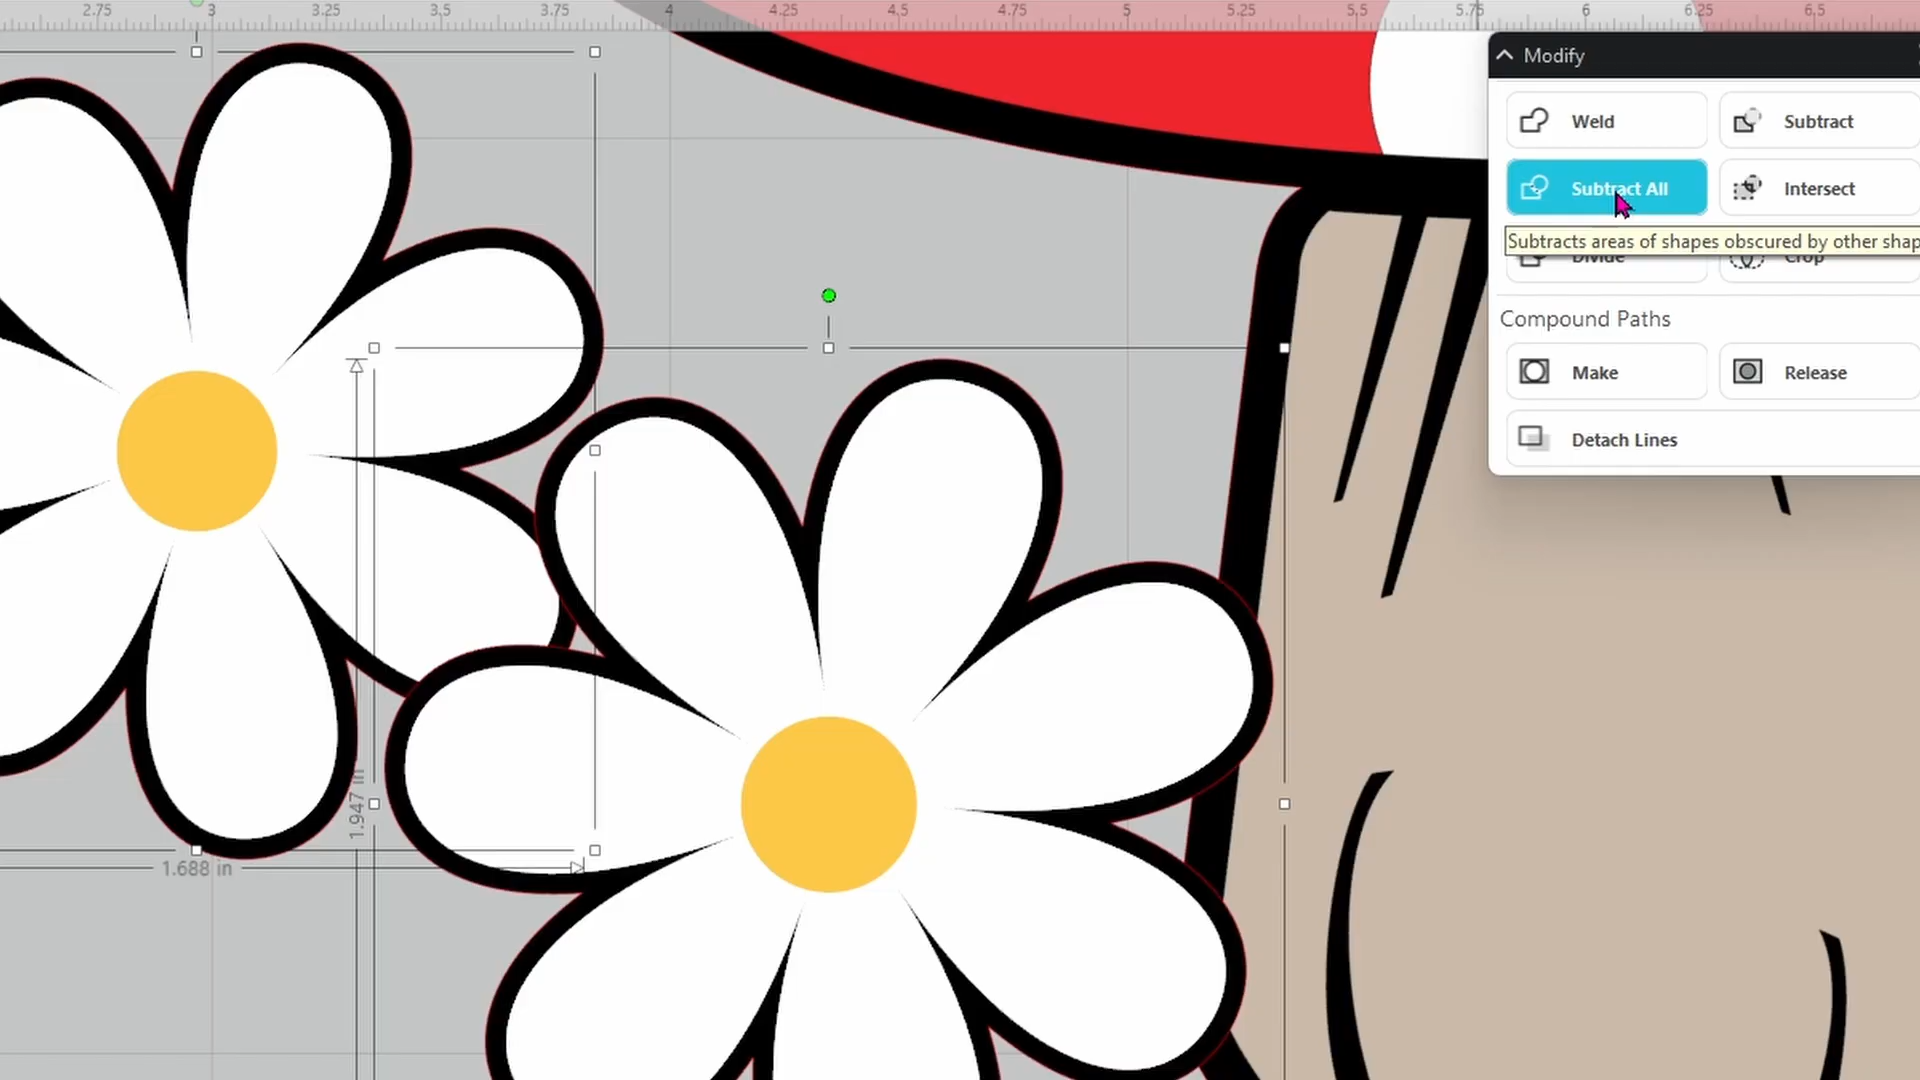 2.75 3 3.25 3.5 3.75 4 4.25 4.5 4.75 5 5.25 5.5 5.75 6 6.25 6.5
Modify
Weld Subtract
Subtract All Intersect
Subtracts areas of shapes obscured by other shap
Divide Crop
Compound Paths
Make Release
Detach Lines
1.947 in
1.688 in